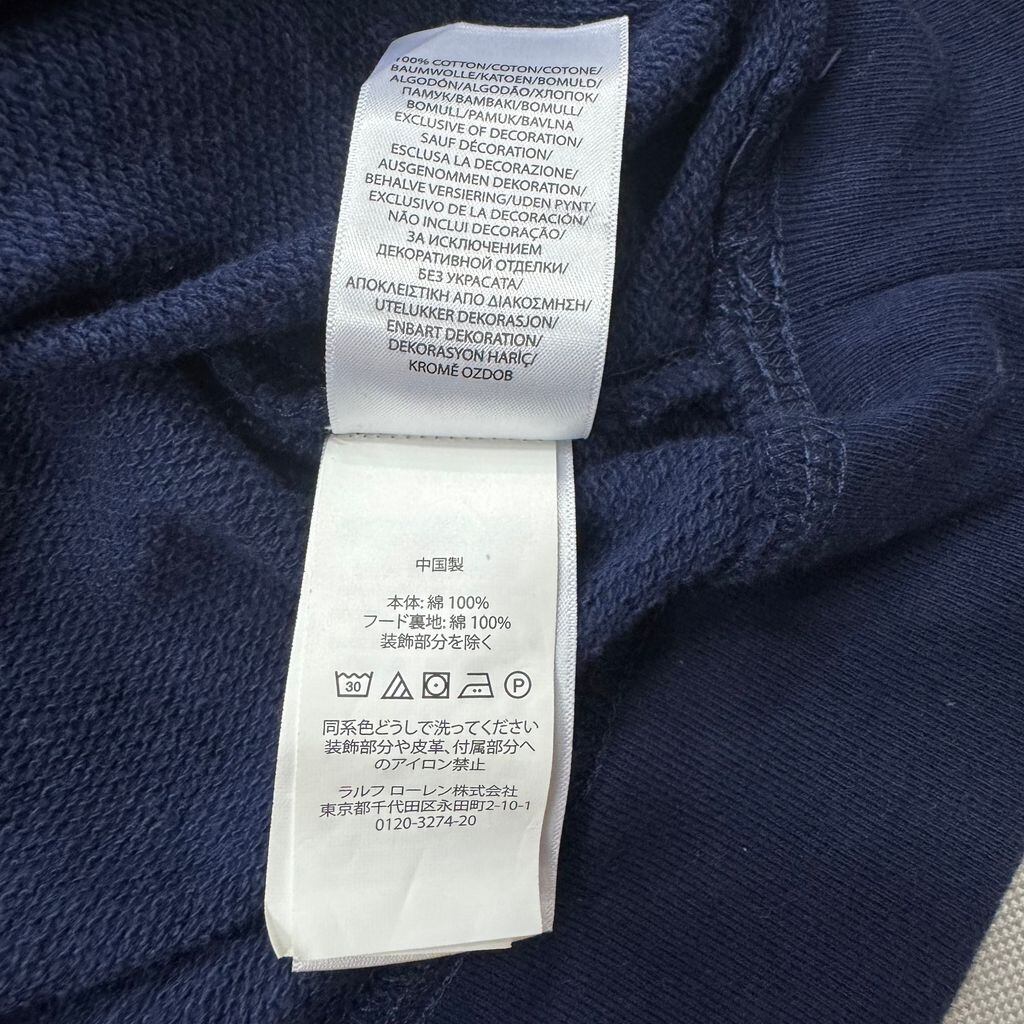 100% COTTON/COTON/COTONE/
BAUMWOLLE/KATOEN/BOMULD/
ALGODÓN/ALGODÃO/ХЛОПОК/
ПАМУК/ΒΑΜΒΑΚΙ/BOMULL/
BOMULL/PAMUK/BAVLNA
EXCLUSIVE OF DECORATION/
SAUF DÉCORATION/
ESCLUSA LA DECORAZIONE/
AUSGENOMMEN DEKORATION/
BEHALVE VERSIERING/UDEN PYNT/
EXCLUSIVO DE LA DECORACIÓN/
NÃO INCLUI DECORAÇÃO/
ЗА ИСКЛЮЧЕНИЕМ
ДЕКОРАТИВНОЙ ОТДЕЛКИ/
БЕЗ УКРАСАТА/
ΑΠΟΚΛΕΙΣΤΙΚΗ ΑΠΟ ΔΙΑΚΟΣΜΗΣΗ/
UTELUKKER DEKORASJON/
ENBART DEKORATION/
DEKORASYON HARİÇ/
KROMĚ OZDOB
中国製
本体: 綿 100%
フード裏地: 綿 100%
装飾部分を除く
30 P
同系色どうしで洗ってください
装飾部分や皮革、付属部分へ
のアイロン禁止
ラルフ ローレン株式会社
東京都千代田区永田町2-10-1
0120-3274-20